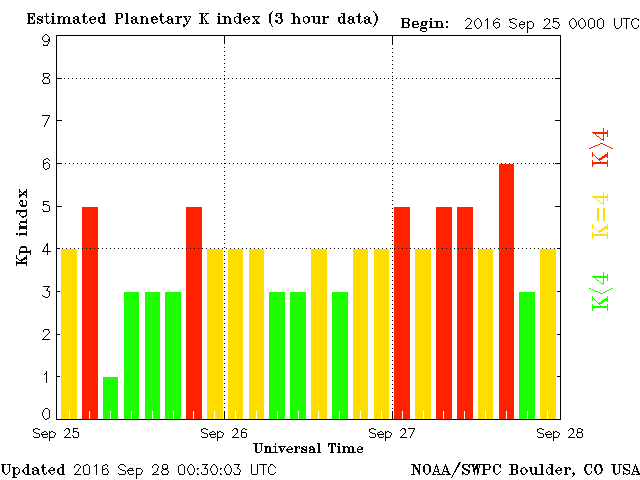 Estimated Planetary K index (3 hour data) Begin: 2016 Sep 25 0000 UTC
9
8
7
6
5
4
3
2
1
0
Kp index
K>4
K=4
K<4
Sep 25 Sep 26 Sep 27 Sep 28
Universal Time
Updated 2016 Sep 28 00:30:03 UTC NOAA/SWPC Boulder, CO USA